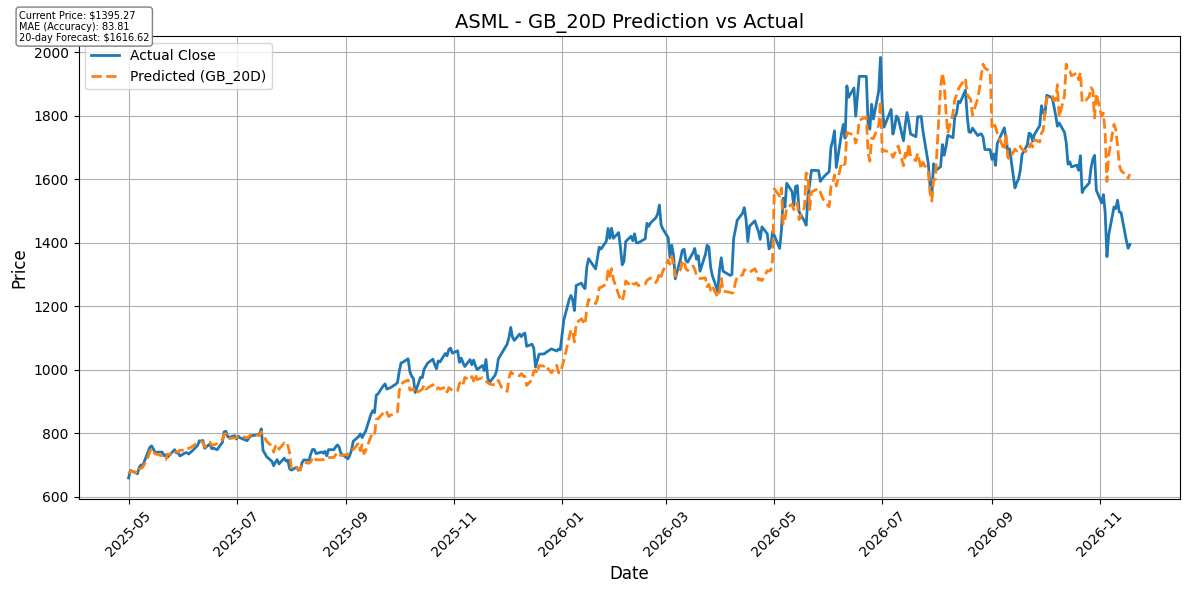 Current Price: $1395.27
MAE (Accuracy): 83.81
20-day Forecast: $1616.62
ASML - GB_20D Prediction vs Actual
Actual Close
Predicted (GB_20D)
2000
1800
1600
1400
1200
1000
800
600
Price
2025-05
2025-07
2025-09
2025-11
2026-01
2026-03
2026-05
2026-07
2026-09
2026-11
Date